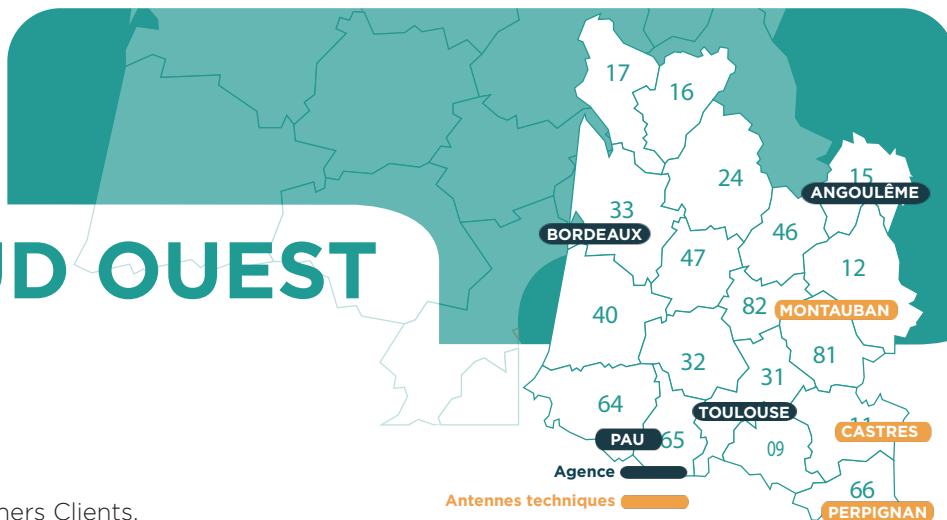 17
16
24
15
ANGOULÊME
33
BORDEAUX
46
UD OUEST
47
12
40
82
MONTAUBAN
32
81
31
64
TOULOUSE
11
CASTRES
PAU
65
09
Agence
66
Antennes techniques
PERPIGNAN
ners Clients.